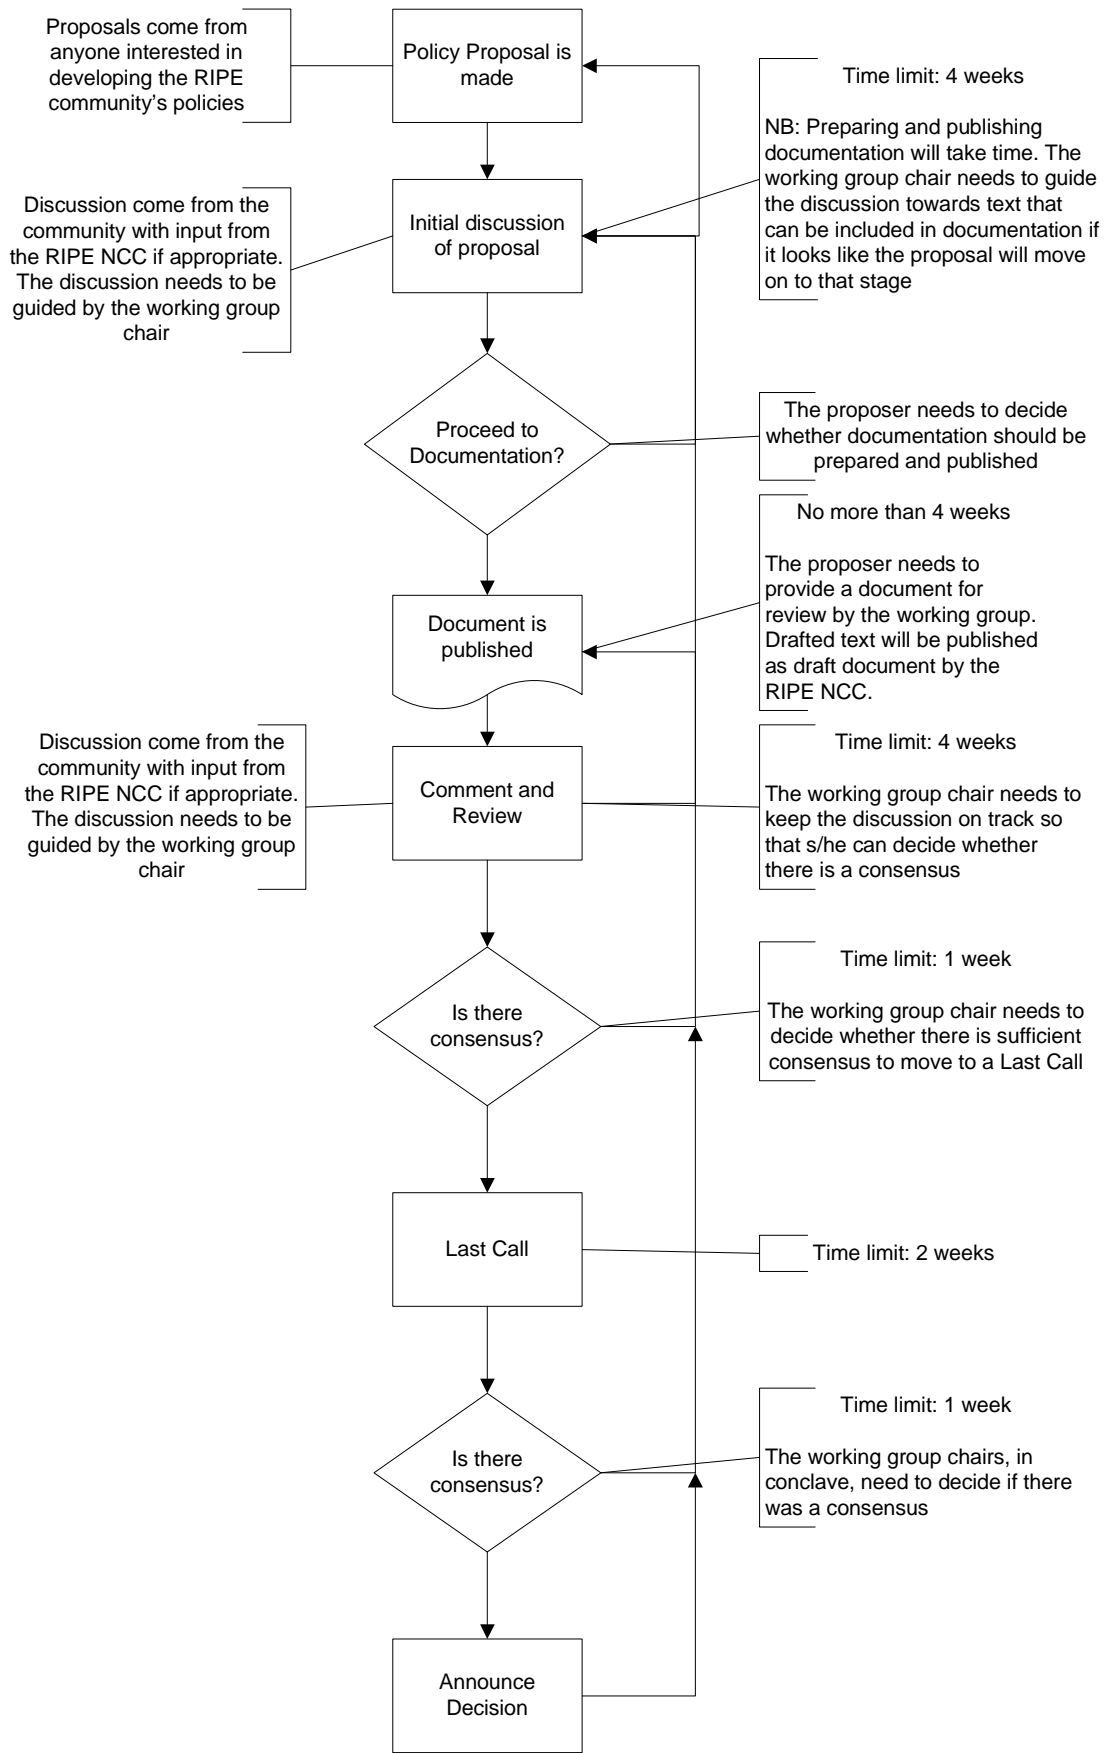 Proposals come from
anyone interested in
developing the RIPE
community's policies
Policy Proposal is
made
Time limit: 4 weeks
NB: Preparing and publishing
documentation will take time. The
working group chair needs to guide
the discussion towards text that
can be included in documentation if
it looks like the proposal will move
on to that stage
Discussion come from the
community with input from
the RIPE NCC if appropriate.
The discussion needs to be
guided by the working group
chair
Initial discussion
of proposal
Proceed to
Documentation?
The proposer needs to decide
whether documentation should be
prepared and published
No more than 4 weeks
The proposer needs to
provide a document for
review by the working group.
Drafted text will be published
as draft document by the
RIPE NCC.
Document is
published
Discussion come from the
community with input from
the RIPE NCC if appropriate.
The discussion needs to be
guided by the working group
chair
Comment and
Review
Time limit: 4 weeks
The working group chair needs to
keep the discussion on track so
that s/he can decide whether
there is a consensus
Is there
consensus?
Time limit: 1 week
The working group chair needs to
decide whether there is sufficient
consensus to move to a Last Call
Last Call
Time limit: 2 weeks
Is there
consensus?
Time limit: 1 week
The working group chairs, in
conclave, need to decide if there
was a consensus
Announce
Decision